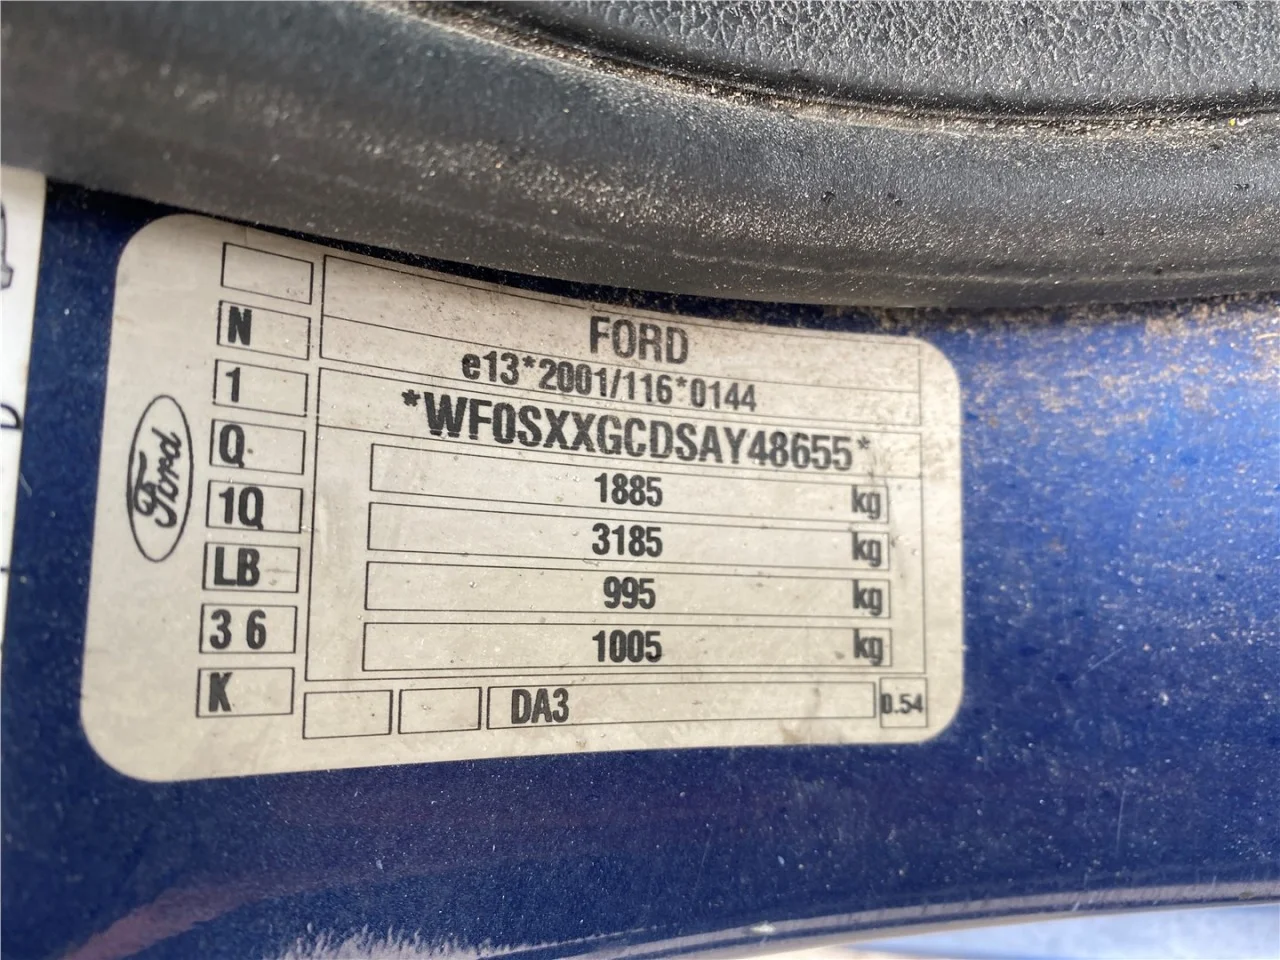 FORD
e13*2001/116*0144
*WF0SXXGCDSAY48655*
1885 kg
3185 kg
995 kg
1005 kg
DA3
0.54
N
1
Q
1Q
LB
3 6
K
Ford